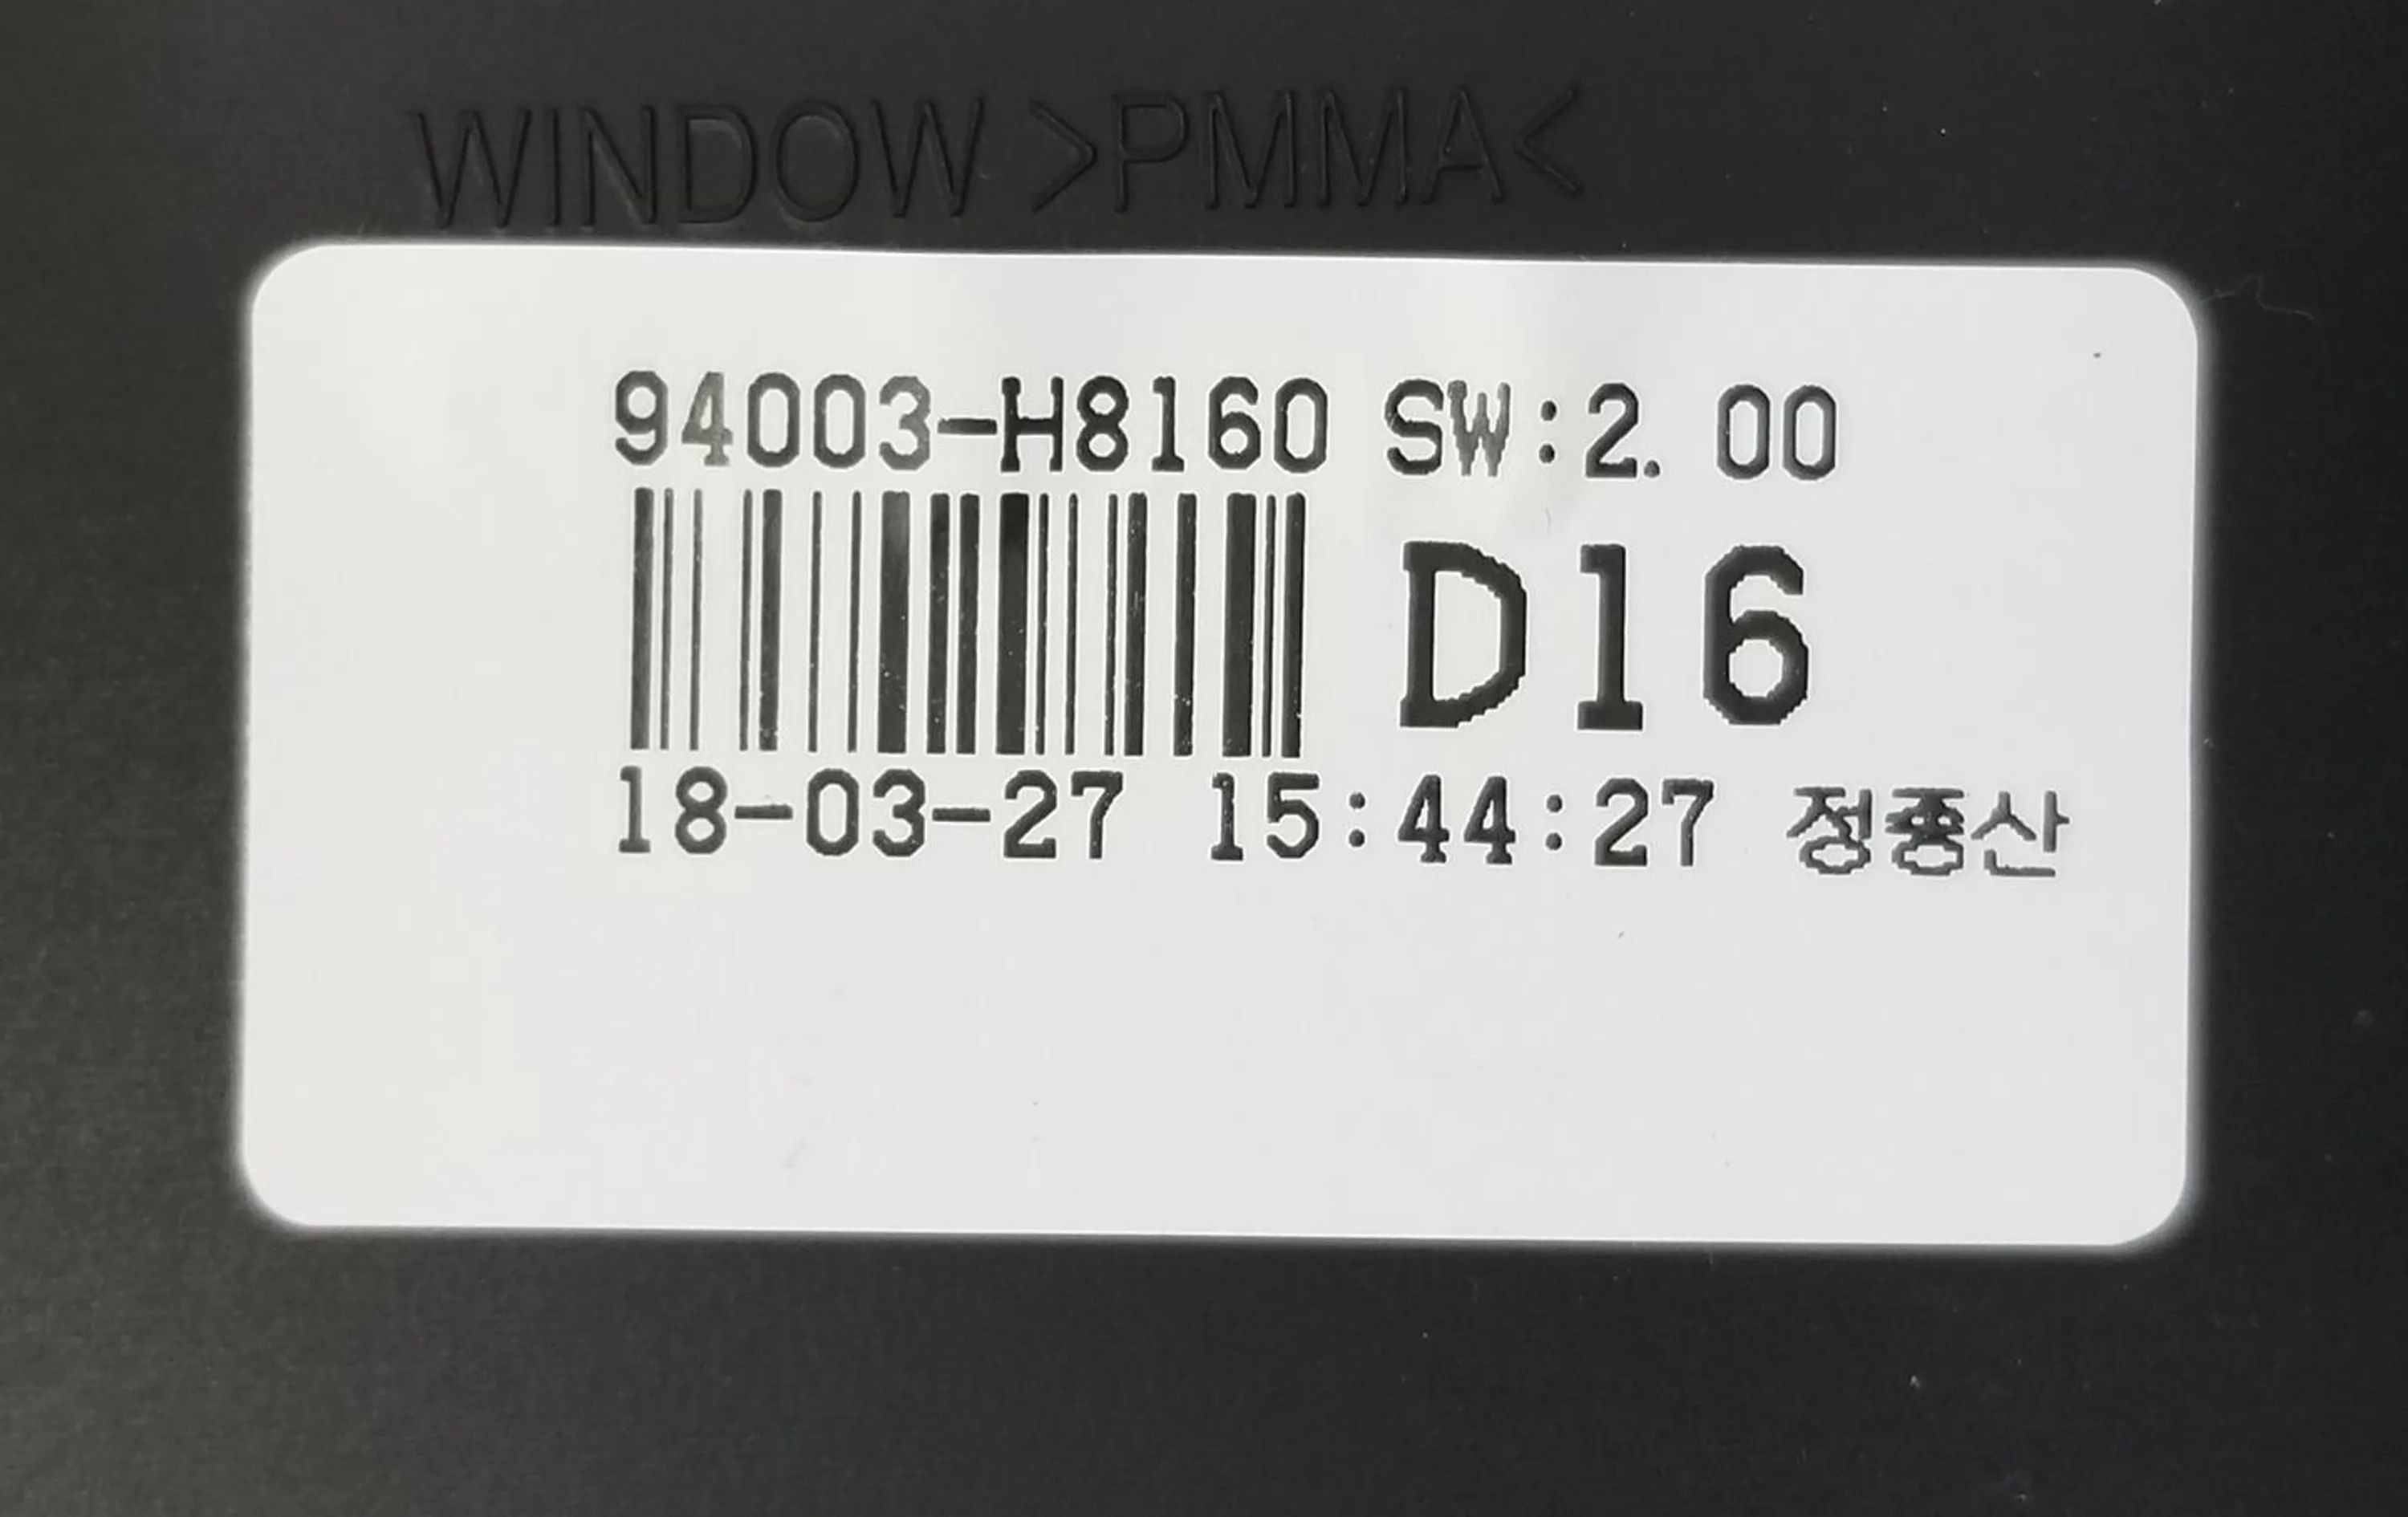 WINDOW >PMMA<
94003-H8160 SW:2.00
D16
18-03-27 15:44:27 정종산